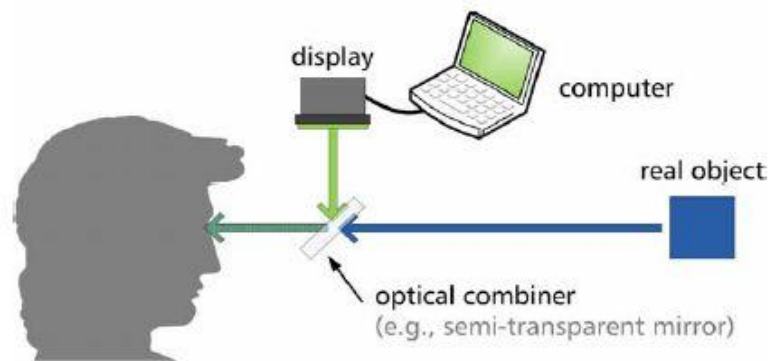 display
computer
real object
optical combiner
(e.g., semi-transparent mirror)